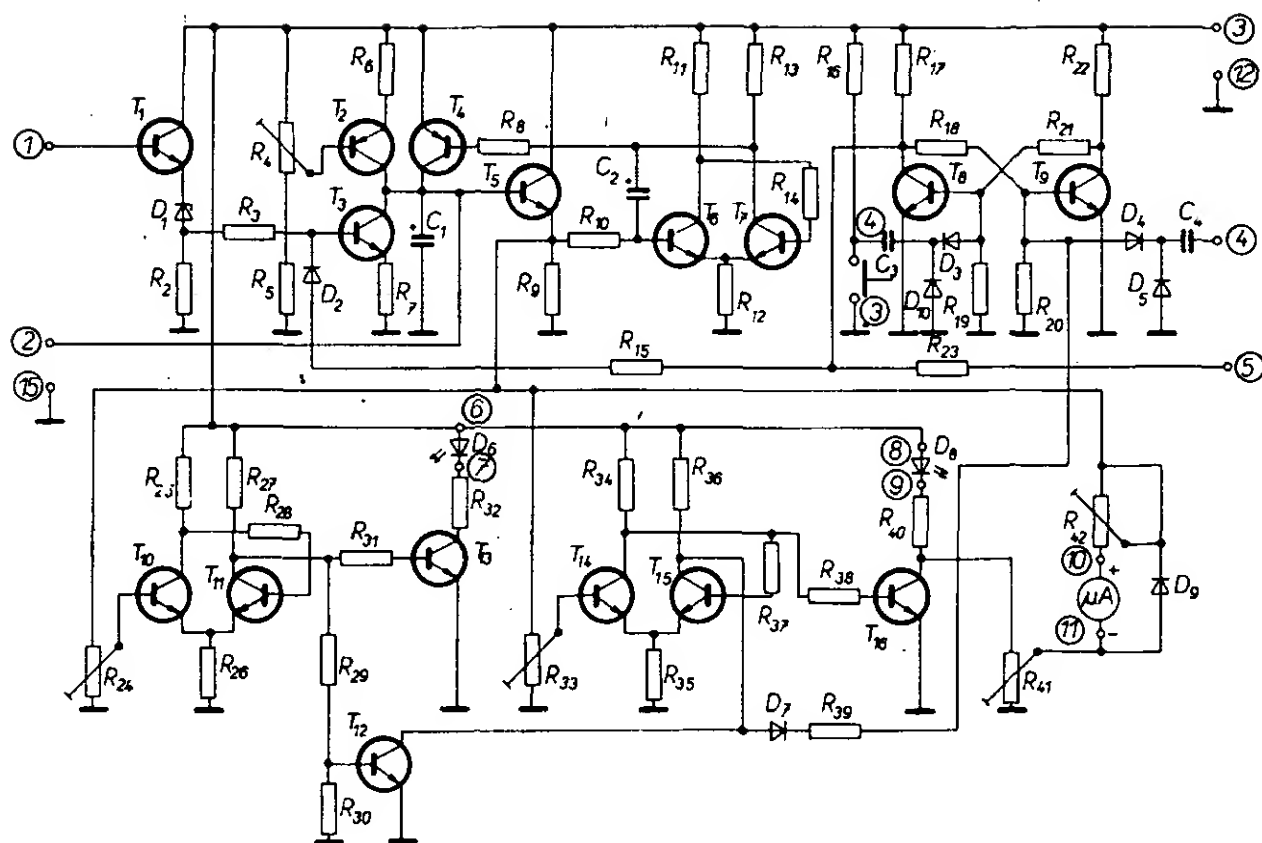 R6
R11
R13
R16
R17
R22
3
12
T1
T2
T4
R8
R18
R21
1
R4
T5
C2
R14
T8
T9
D1
R3
T3
C1
R10
T6
T7
4
C3
D3
D4
C4
4
R2
R5
D2
R7
R9
R12
3
D10
R19
R20
D5
2
R15
R23
5
15
6
D6
7
8
D8
9
R27
R32
R34
R36
R40
R42
R28
10
+
T10
T11
R31
T13
T14
T15
R38
µA
D9
R37
T16
11
-
R24
R26
R29
R33
R35
R41
T12
D7
R39
R30